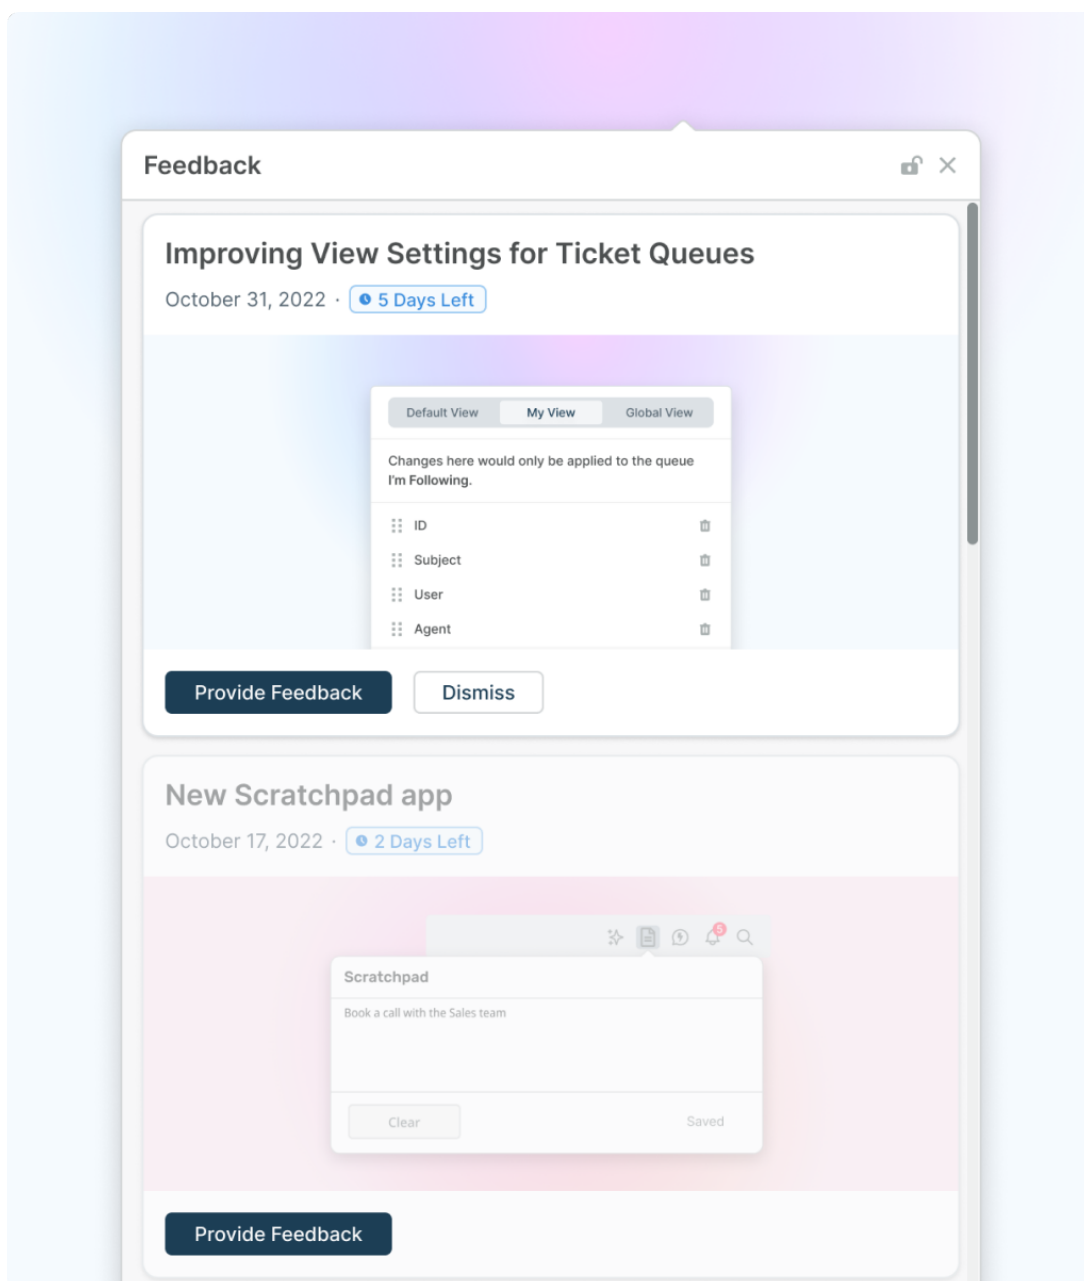 Feedback
Improving View Settings for Ticket Queues
October 31, 2022 · 5 Days Left
Default View My View Global View
Changes here would only be applied to the queue
I'm Following.
ID
Subject
User
Agent
Provide Feedback Dismiss
New Scratchpad app
October 17, 2022 · 2 Days Left
5
Scratchpad
Book a call with the Sales team
Clear Saved
Provide Feedback